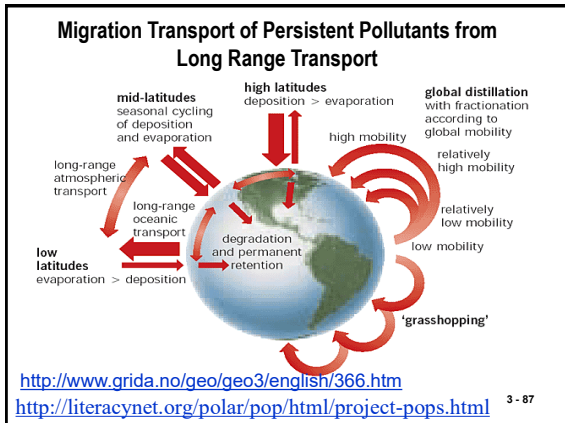 Migration Transport of Persistent Pollutants from
Long Range Transport
high latitudes
deposition > evaporation
mid-latitudes
seasonal cycling
of deposition
and evaporation
global distillation
with fractionation
according to
global mobility
high mobility
relatively
high mobility
long-range
atmospheric
transport
long-range
oceanic
transport
relatively
low mobility
degradation
and permanent
retention
low mobility
low
latitudes
evaporation > deposition
'grasshopping'
http://www.grida.no/geo/geo3/english/366.htm
http://literacynet.org/polar/pop/html/project-pops.html
3 - 87